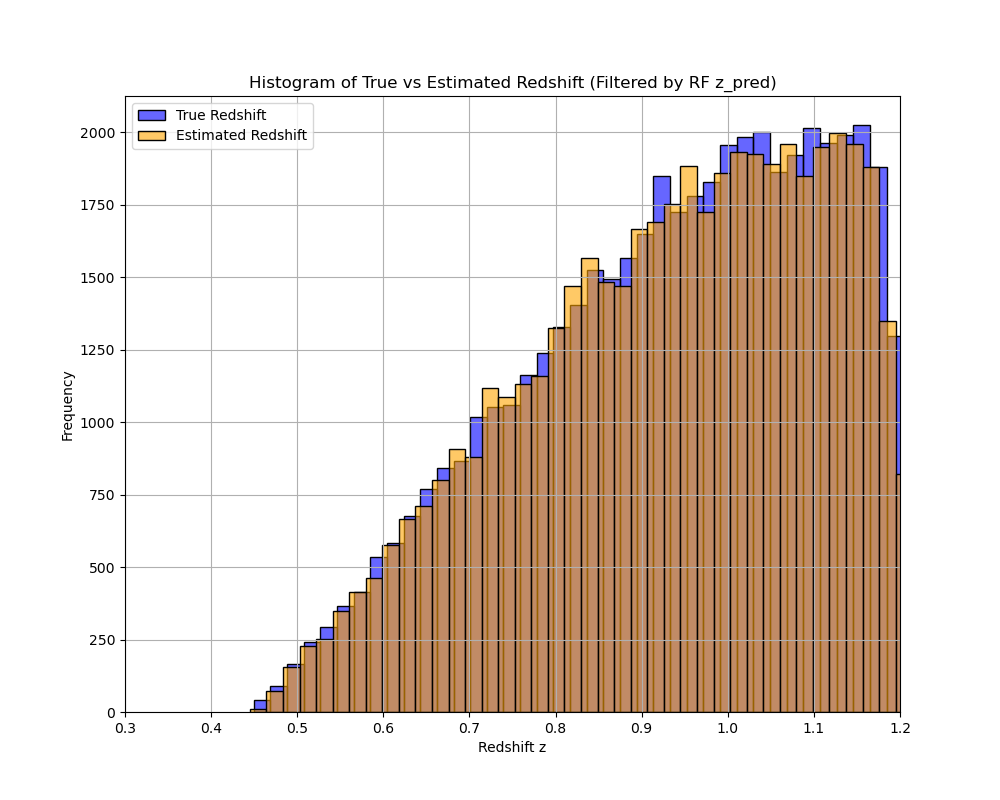 Histogram of True vs Estimated Redshift (Filtered by RF z_pred)
True Redshift
Estimated Redshift
2000
1750
1500
1250
1000
750
500
250
0
Frequency
0.3 0.4 0.5 0.6 0.7 0.8 0.9 1.0 1.1 1.2
Redshift z